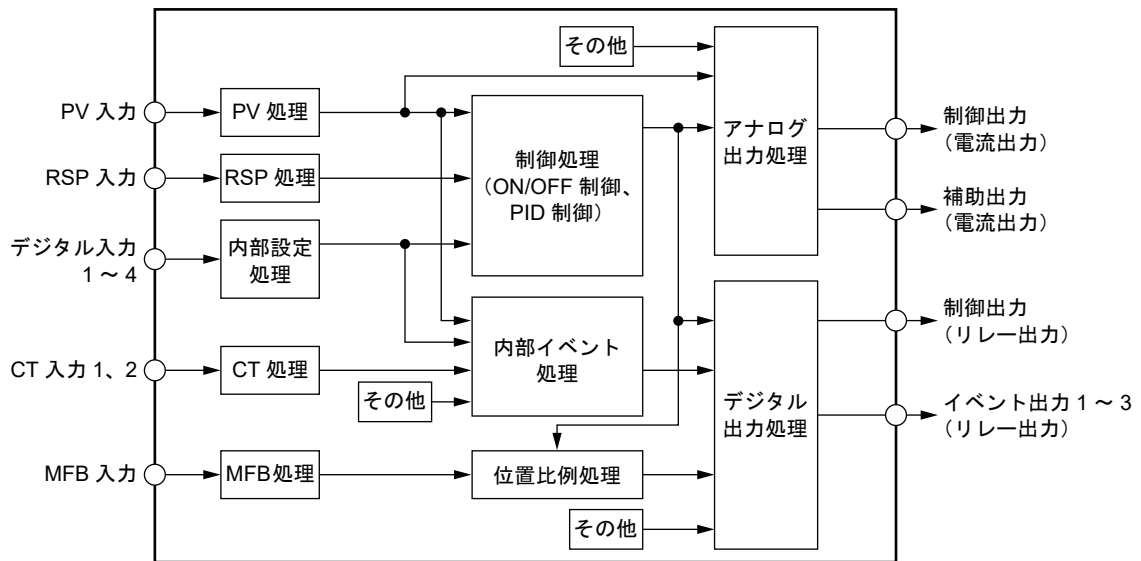 その他
PV 入力
PV 処理
制御処理
（ON/OFF 制御、
PID 制御）
アナログ
出力処理
制御出力
（電流出力）
RSP 入力
RSP 処理
補助出力
（電流出力）
デジタル入力
1 ～ 4
内部設定
処理
内部イベント
処理
制御出力
（リレー出力）
CT 入力 1、2
CT 処理
その他
デジタル
出力処理
イベント出力 1 ～ 3
（リレー出力）
MFB 入力
MFB処理
位置比例処理
その他